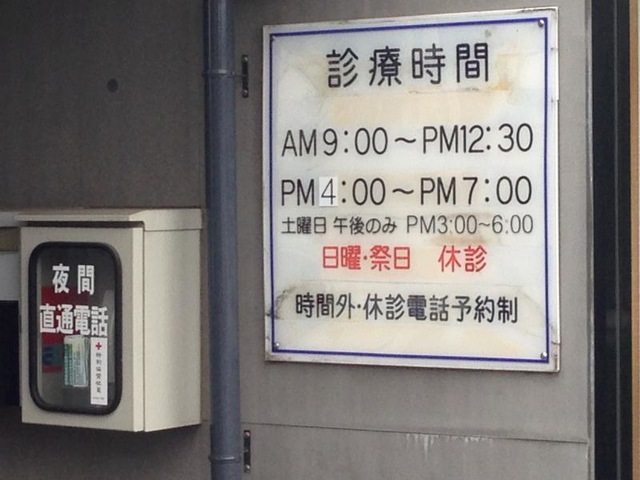 診療時間
AM9:00～PM12:30
PM4:00～PM7:00
土曜日 午後のみ PM3:00～6:00
日曜・祭日 休診
時間外・休診電話予約制
夜間
直通電話